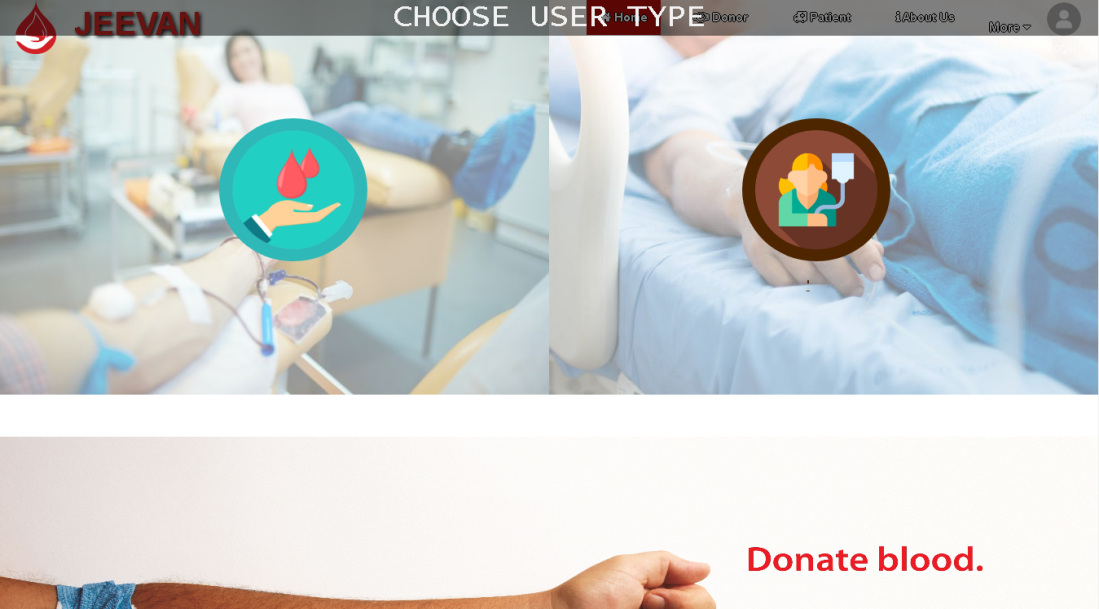 JEEVAN
CHOOSE USER TYPE
Home
Donor
Patient
About Us
More
Donate blood.